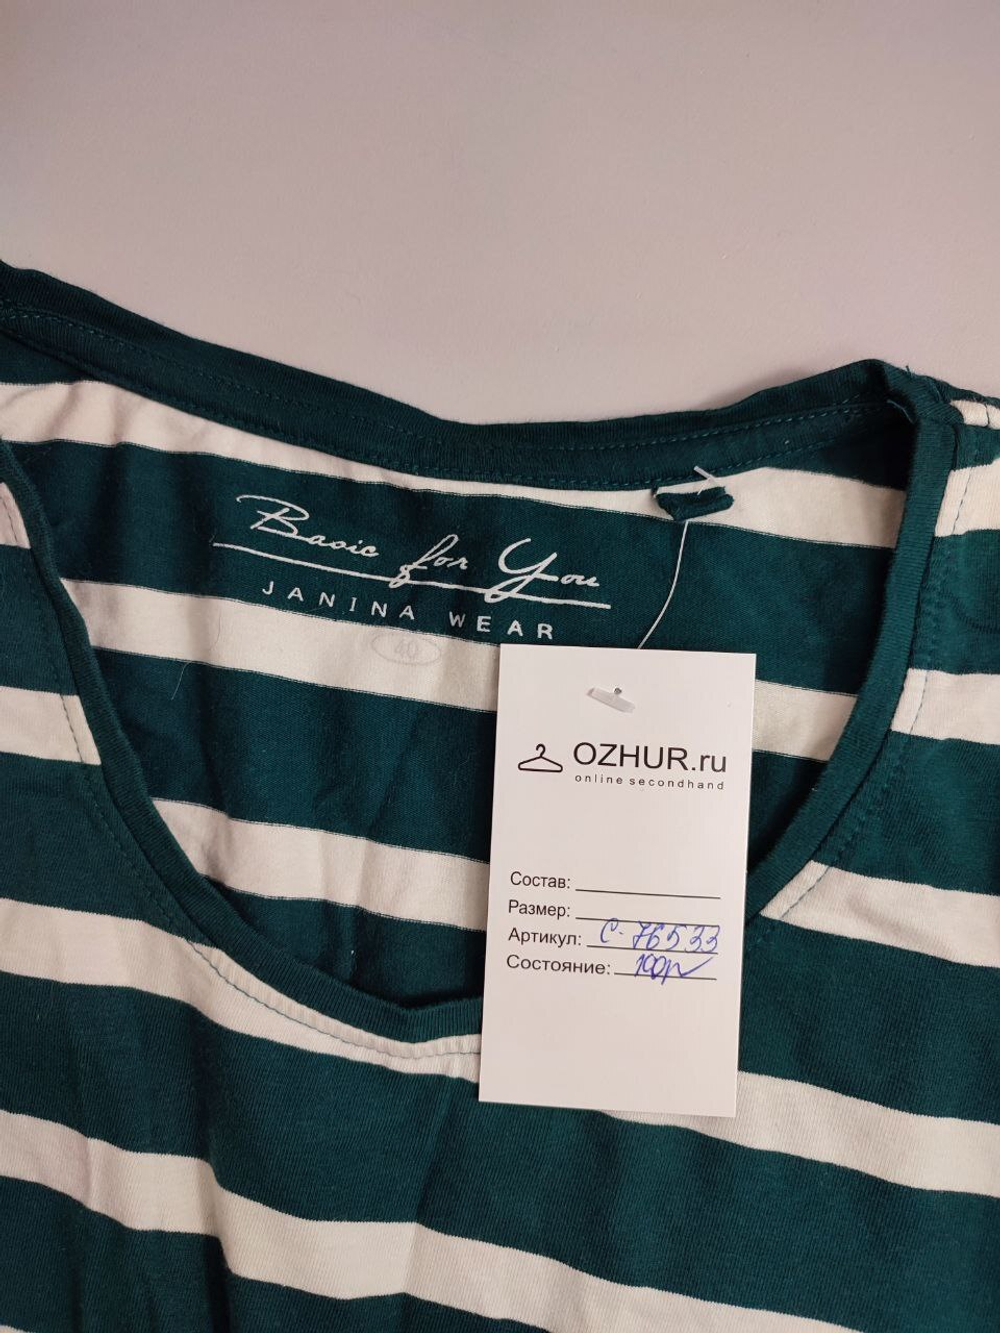 Basic for You
JANINA WEAR
40
OZHUR.ru
online secondhand
Состав:
Размер:
Артикул: С-76533
Состояние: 100р